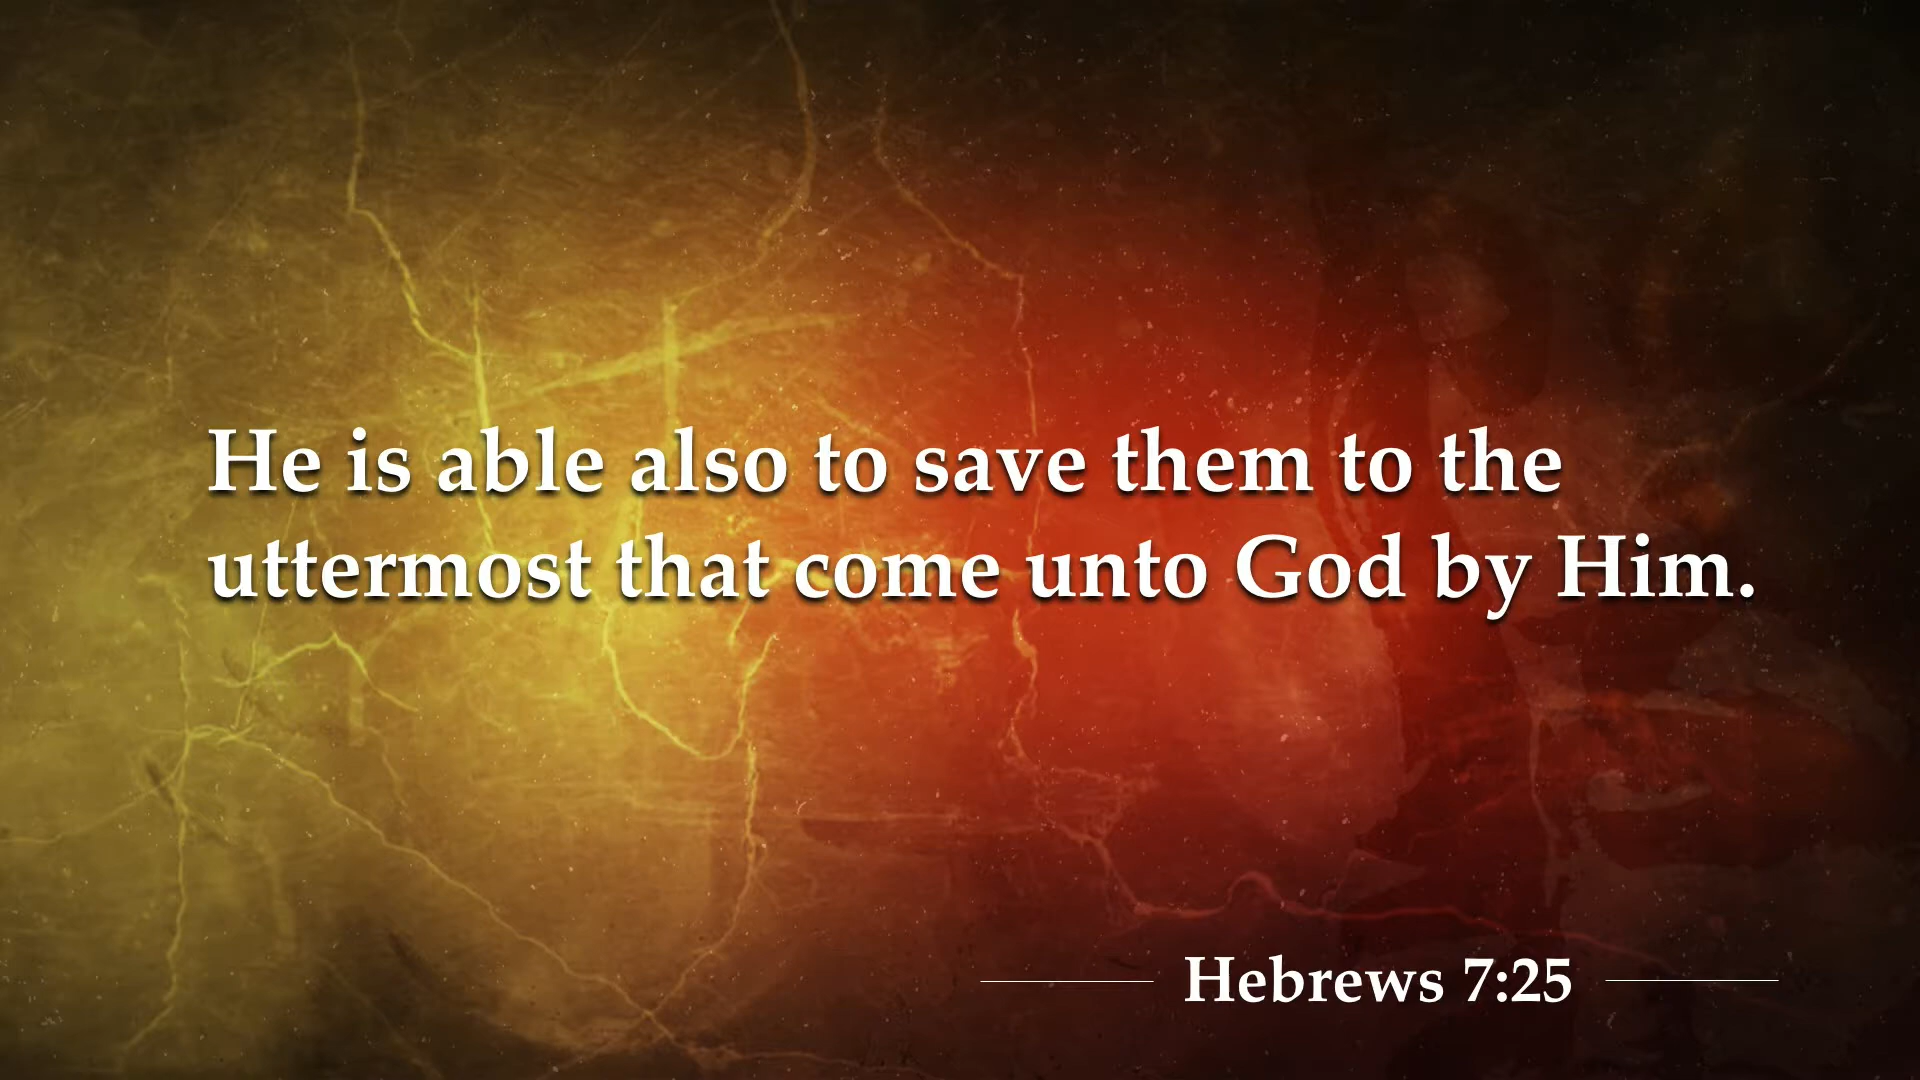 He is able also to save them to the
uttermost that come unto God by Him.
Hebrews 7:25